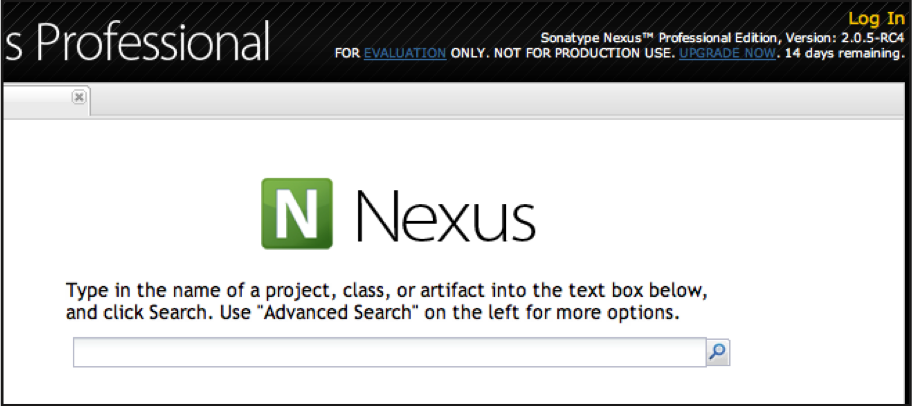 Log In
s Professional
Sonatype Nexus™ Professional Edition, Version: 2.0.5-RC4
FOR EVALUATION ONLY. NOT FOR PRODUCTION USE. UPGRADE NOW. 14 days remaining.
N Nexus
Type in the name of a project, class, or artifact into the text box below,
and click Search. Use "Advanced Search" on the left for more options.